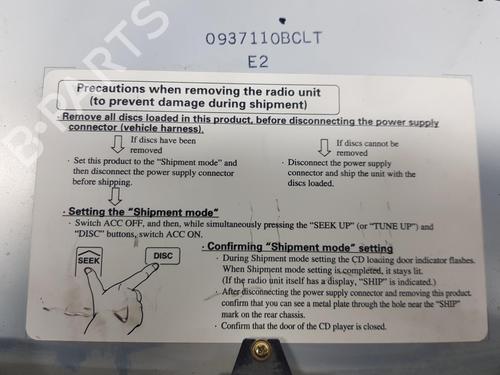 0937110BCLT
E2
Precautions when removing the radio unit
(to prevent damage during shipment)
· Remove all discs loaded in this product, before disconnecting the power supply
connector (vehicle harness).
If discs have been
removed
If discs cannot be
removed
· Set this product to the "Shipment mode" and
then disconnect the power supply connector
before shipping.
· Disconnect the power supply
connector and ship the unit with the
discs loaded.
· Setting the "Shipment mode"
· Switch ACC OFF, and then, while simultaneously pressing the "SEEK UP" (or "TUNE UP") and
"DISC" buttons, switch ACC ON.
SEEK
DISC
· Confirming "Shipment mode" setting
· During Shipment mode setting the CD loading door indicator flashes.
When Shipment mode setting is completed, it stays lit.
(If the radio unit itself has a display, "SHIP" is indicated.)
· After disconnecting the power supply connector and removing this product,
confirm that you can see a metal plate through the hole near the "SHIP"
mark on the rear chassis.
· Confirm that the door of the CD player is closed.
B-PARTS